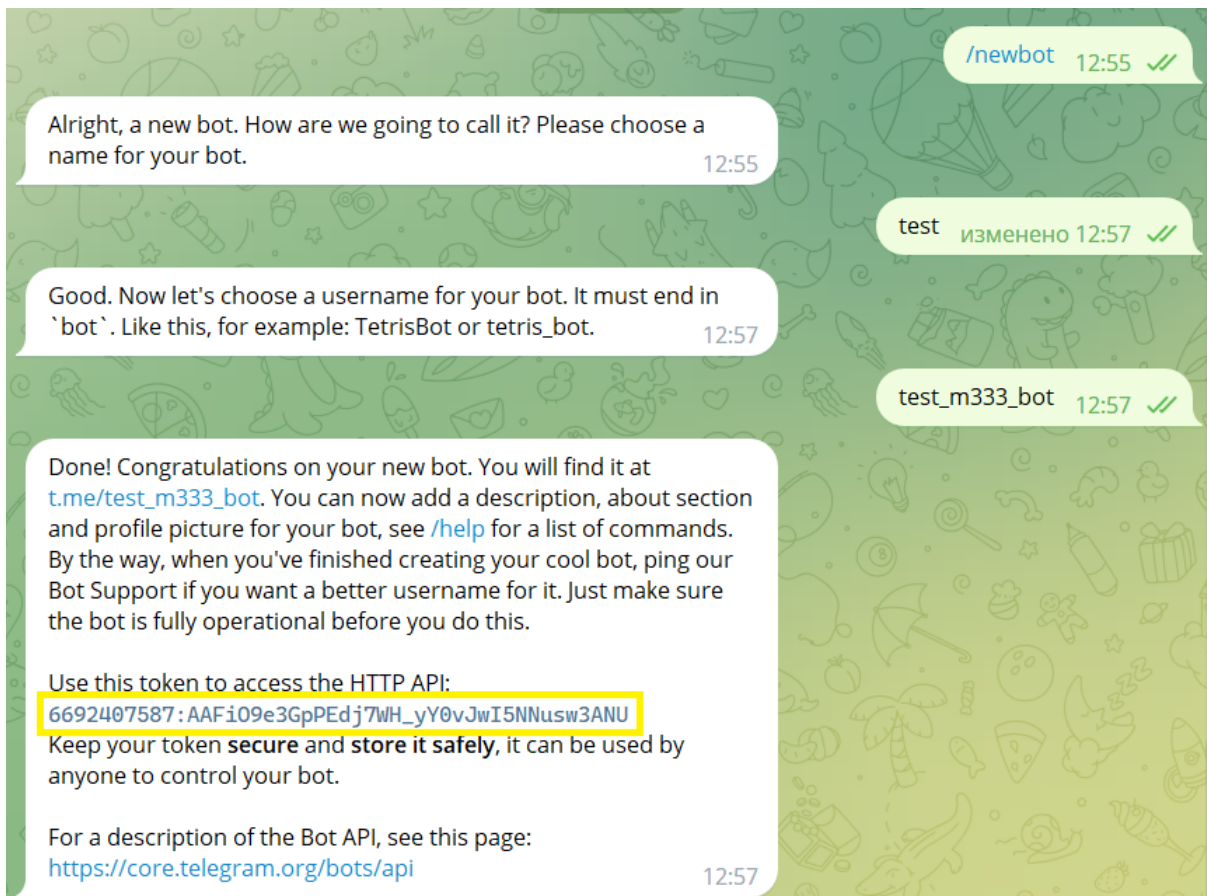 /newbot 12:55
Alright, a new bot. How are we going to call it? Please choose a
name for your bot.
12:55
test изменено 12:57
Good. Now let's choose a username for your bot. It must end in
`bot`. Like this, for example: TetrisBot or tetris_bot.
12:57
test_m333_bot 12:57
Done! Congratulations on your new bot. You will find it at
t.me/test_m333_bot. You can now add a description, about section
and profile picture for your bot, see /help for a list of commands.
By the way, when you've finished creating your cool bot, ping our
Bot Support if you want a better username for it. Just make sure
the bot is fully operational before you do this.
Use this token to access the HTTP API:
6692407587:AAFiO9e3GpPEdj7WH_yY0vJwI5NNusw3ANU
Keep your token secure and store it safely, it can be used by
anyone to control your bot.
For a description of the Bot API, see this page:
https://core.telegram.org/bots/api
12:57